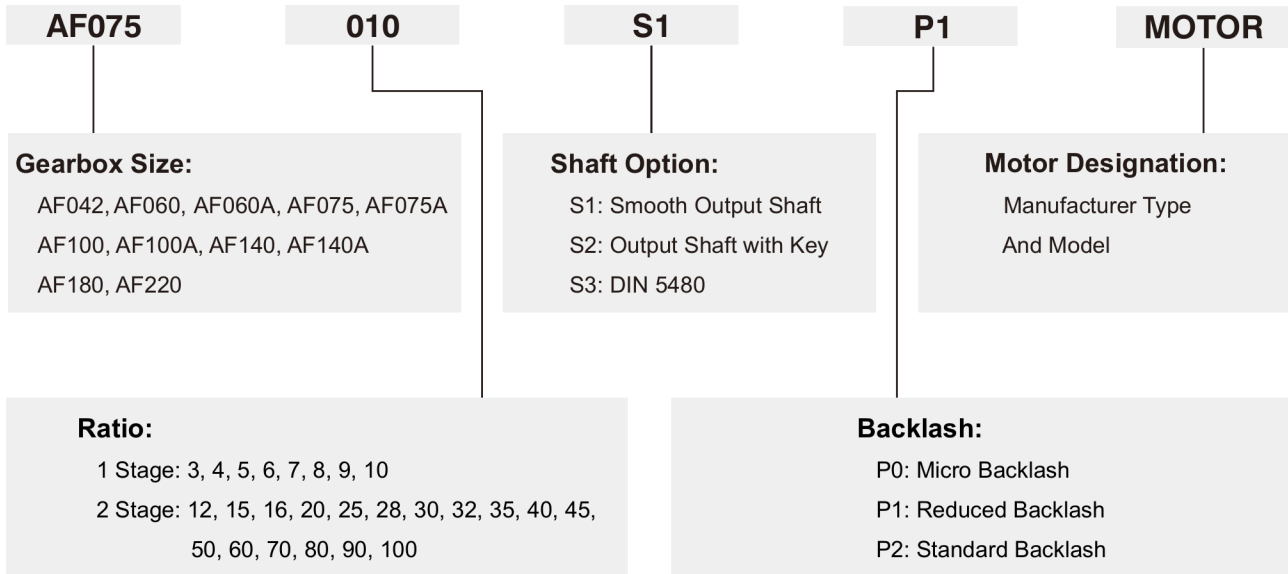 AF075 010 S1 P1 MOTOR
Gearbox Size:
AF042, AF060, AF060A, AF075, AF075A
AF100, AF100A, AF140, AF140A
AF180, AF220
Shaft Option:
S1: Smooth Output Shaft
S2: Output Shaft with Key
S3: DIN 5480
Motor Designation:
Manufacturer Type
And Model
Ratio:
1 Stage: 3, 4, 5, 6, 7, 8, 9, 10
2 Stage: 12, 15, 16, 20, 25, 28, 30, 32, 35, 40, 45,
50, 60, 70, 80, 90, 100
Backlash:
P0: Micro Backlash
P1: Reduced Backlash
P2: Standard Backlash